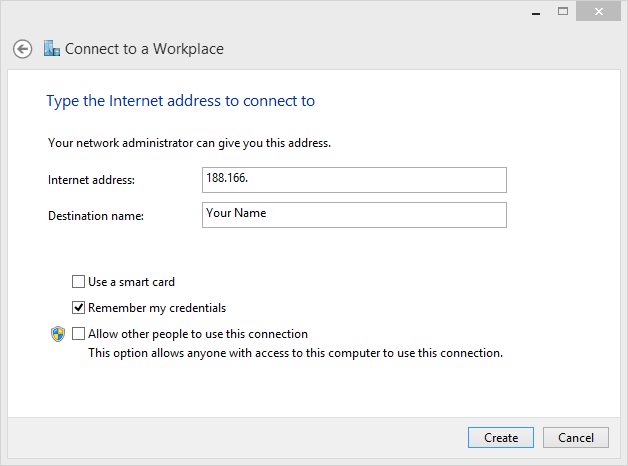 Connect to a Workplace
Type the Internet address to connect to
Your network administrator can give you this address.
Internet address: 188.166.
Destination name: Your Name
Use a smart card
Remember my credentials
Allow other people to use this connection
This option allows anyone with access to this computer to use this connection.
Create Cancel